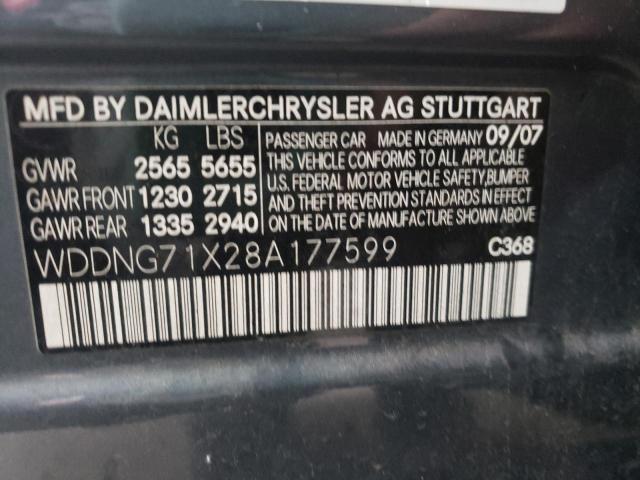 MFD BY DAIMLERCHRYSLER AG STUTTGART
KG LBS
GVWR 2565 5655
GAWR FRONT 1230 2715
GAWR REAR 1335 2940
PASSENGER CAR MADE IN GERMANY 09/07
THIS VEHICLE CONFORMS TO ALL APPLICABLE
U.S. FEDERAL MOTOR VEHICLE SAFETY,BUMPER
AND THEFT PREVENTION STANDARDS IN EFFECT
ON THE DATE OF MANUFACTURE SHOWN ABOVE.
WDDNG71X28A177599
C368